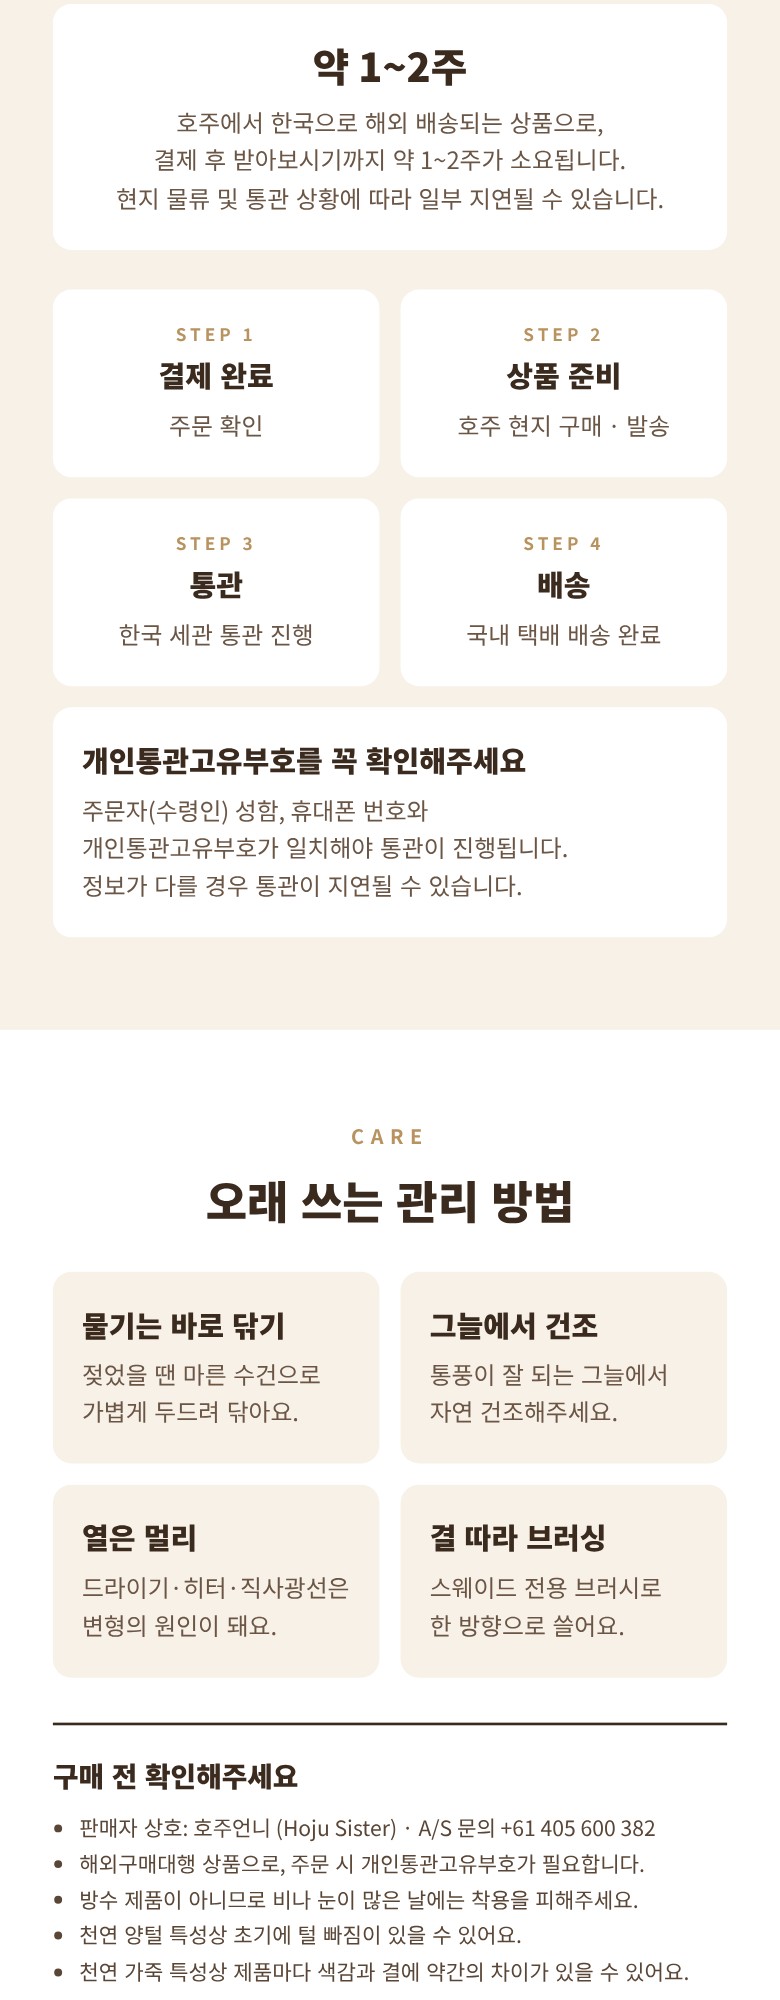 약 1~2주
호주에서 한국으로 해외 배송되는 상품으로,
결제 후 받아보시기까지 약 1~2주가 소요됩니다.
현지 물류 및 통관 상황에 따라 일부 지연될 수 있습니다.
STEP 1
결제 완료
주문 확인
STEP 2
상품 준비
호주 현지 구매 · 발송
STEP 3
통관
한국 세관 통관 진행
STEP 4
배송
국내 택배 배송 완료
개인통관고유부호를 꼭 확인해주세요
주문자(수령인) 성함, 휴대폰 번호와
개인통관고유부호가 일치해야 통관이 진행됩니다.
정보가 다를 경우 통관이 지연될 수 있습니다.
CARE
오래 쓰는 관리 방법
물기는 바로 닦기
젖었을 땐 마른 수건으로
가볍게 두드려 닦아요.
그늘에서 건조
통풍이 잘 되는 그늘에서
자연 건조해주세요.
열은 멀리
드라이기·히터·직사광선은
변형의 원인이 돼요.
결 따라 브러싱
스웨이드 전용 브러시로
한 방향으로 쓸어요.
구매 전 확인해주세요
• 판매자 상호: 호주언니 (Hoju Sister) · A/S 문의 +61 405 600 382
• 해외구매대행 상품으로, 주문 시 개인통관고유부호가 필요합니다.
• 방수 제품이 아니므로 비나 눈이 많은 날에는 착용을 피해주세요.
• 천연 양털 특성상 초기에 털 빠짐이 있을 수 있어요.
• 천연 가죽 특성상 제품마다 색감과 결에 약간의 차이가 있을 수 있어요.